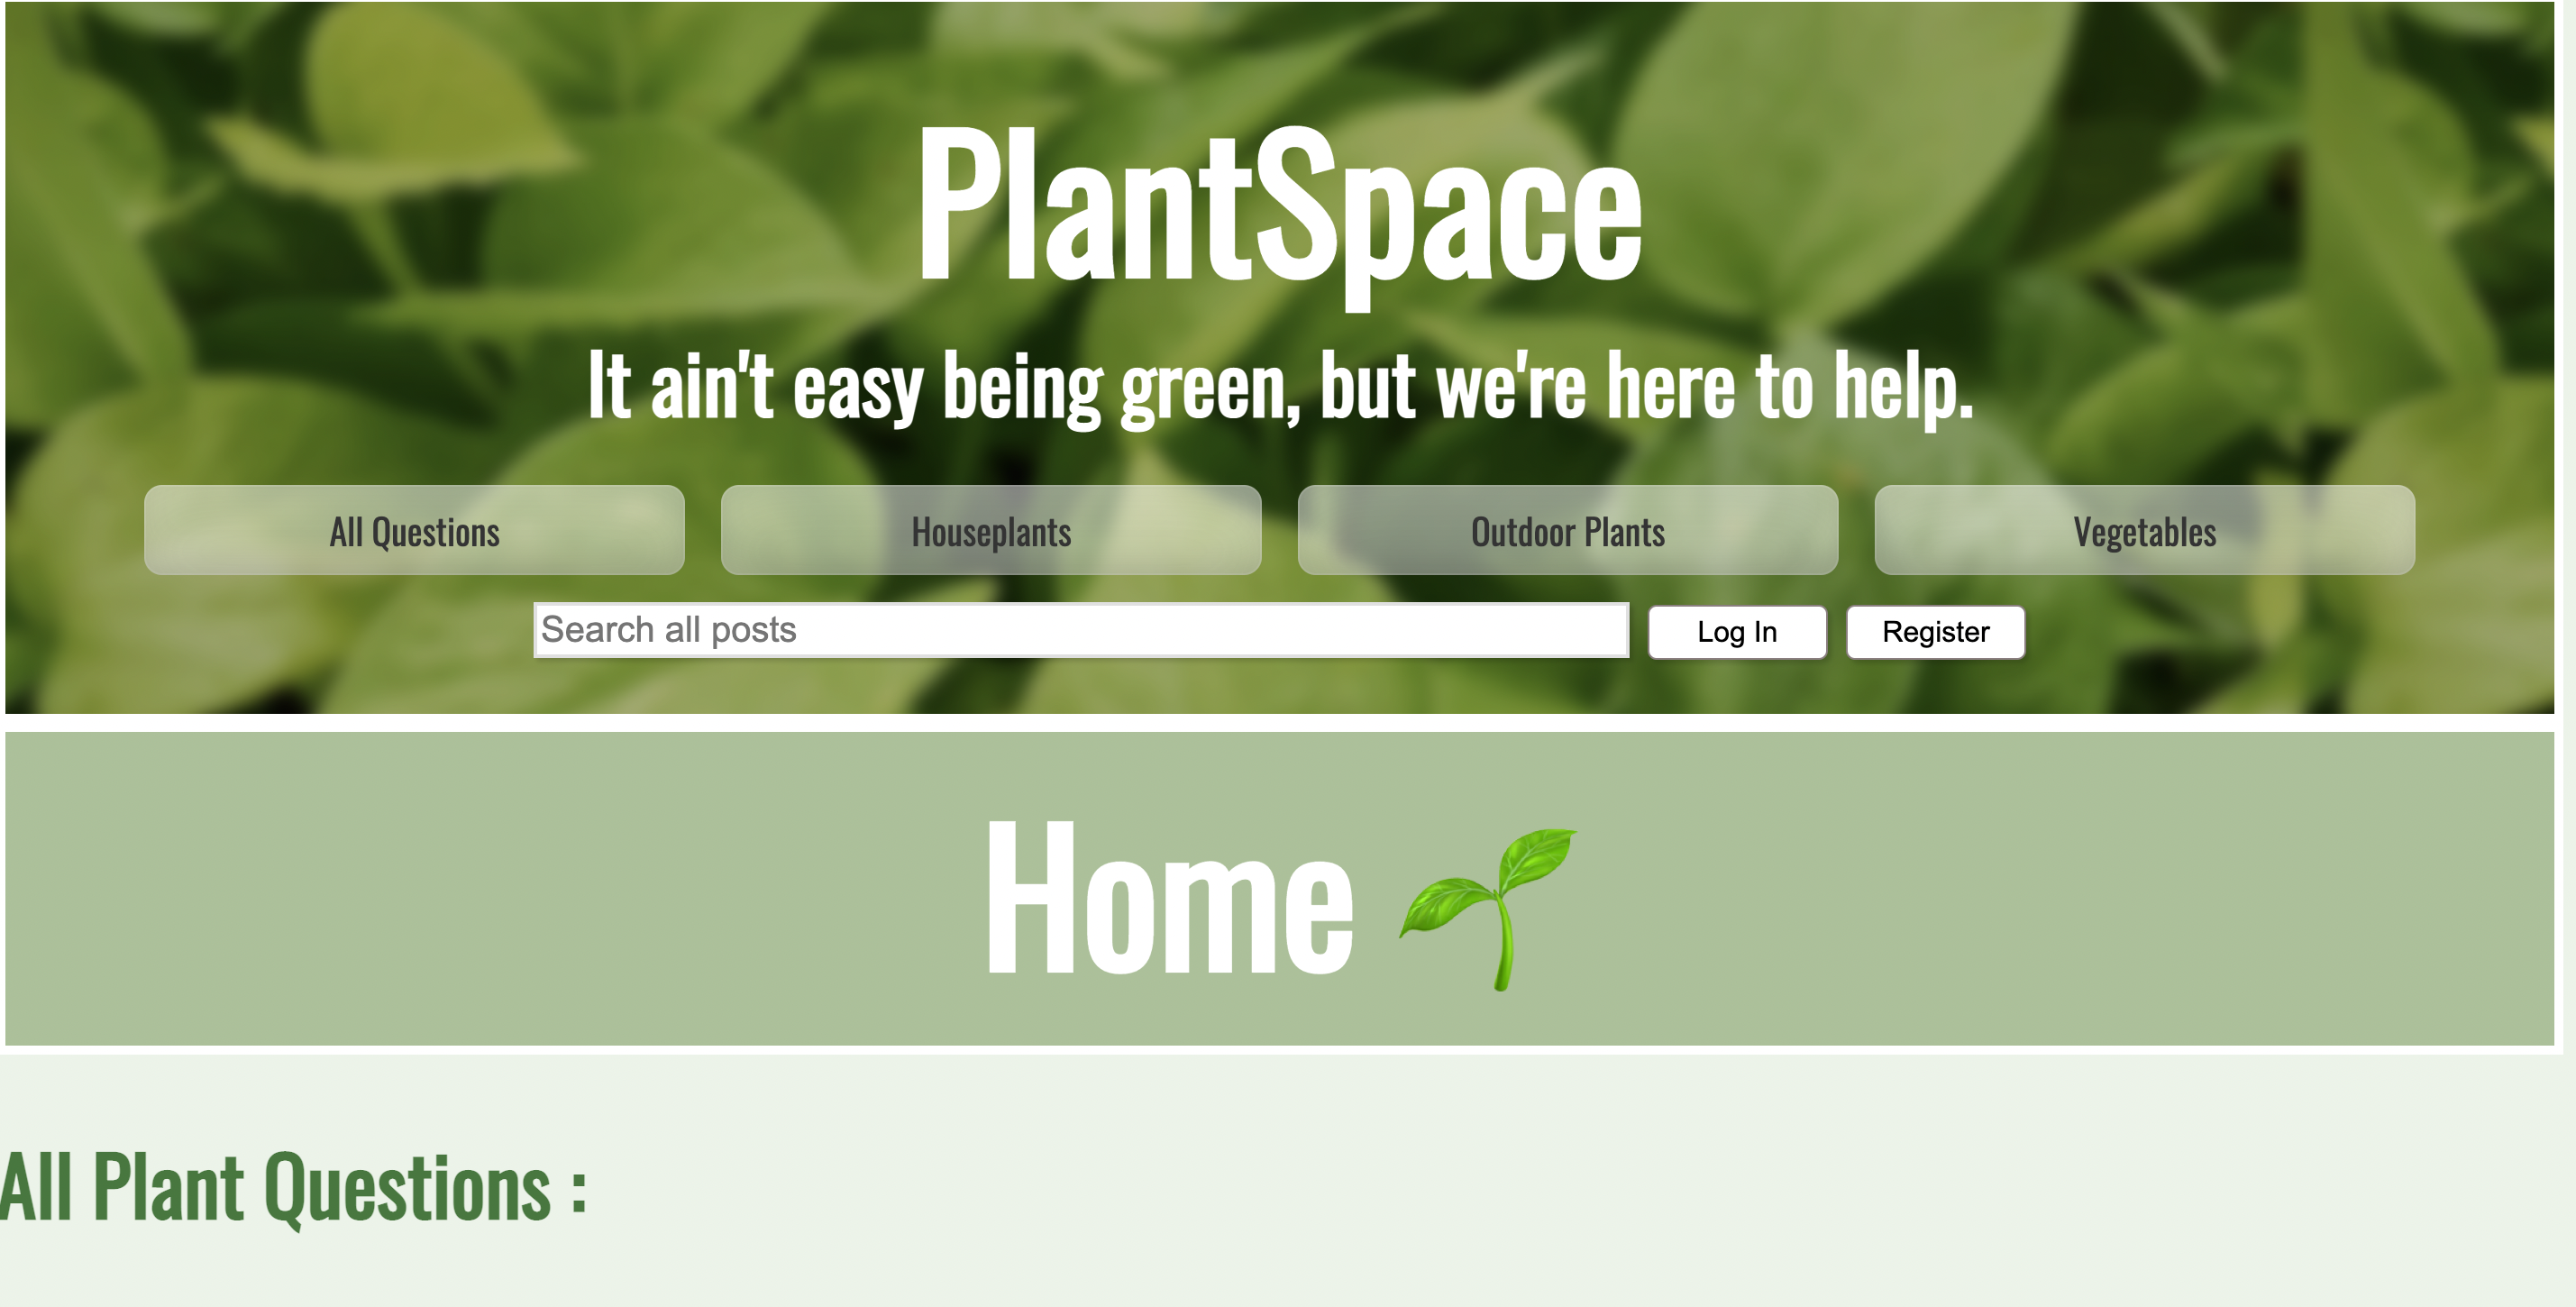 PlantSpace
It ain't easy being green, but we're here to help.
All Questions Houseplants Outdoor Plants Vegetables
Search all posts Log In Register
Home
All Plant Questions :